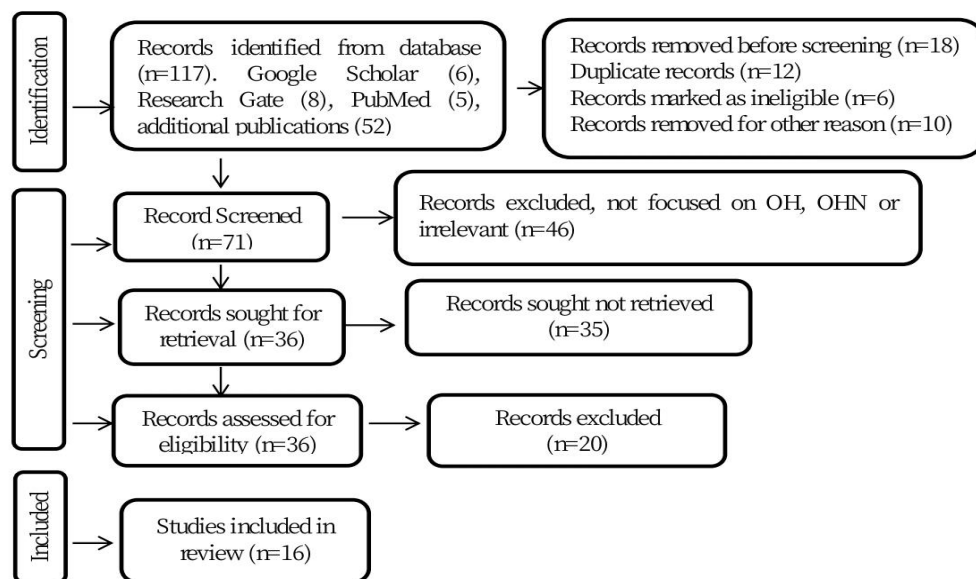 Identification
Records identified from database
(n=117). Google Scholar (6),
Research Gate (8), PubMed (5),
additional publications (52)
Records removed before screening (n=18)
Duplicate records (n=12)
Records marked as ineligible (n=6)
Records removed for other reason (n=10)
Screening
Record Screened
(n=71)
Records excluded, not focused on OH, OHN or
irrelevant (n=46)
Records sought for
retrieval (n=36)
Records sought not retrieved
(n=35)
Records assessed for
eligibility (n=36)
Records excluded
(n=20)
Included
Studies included in
review (n=16)